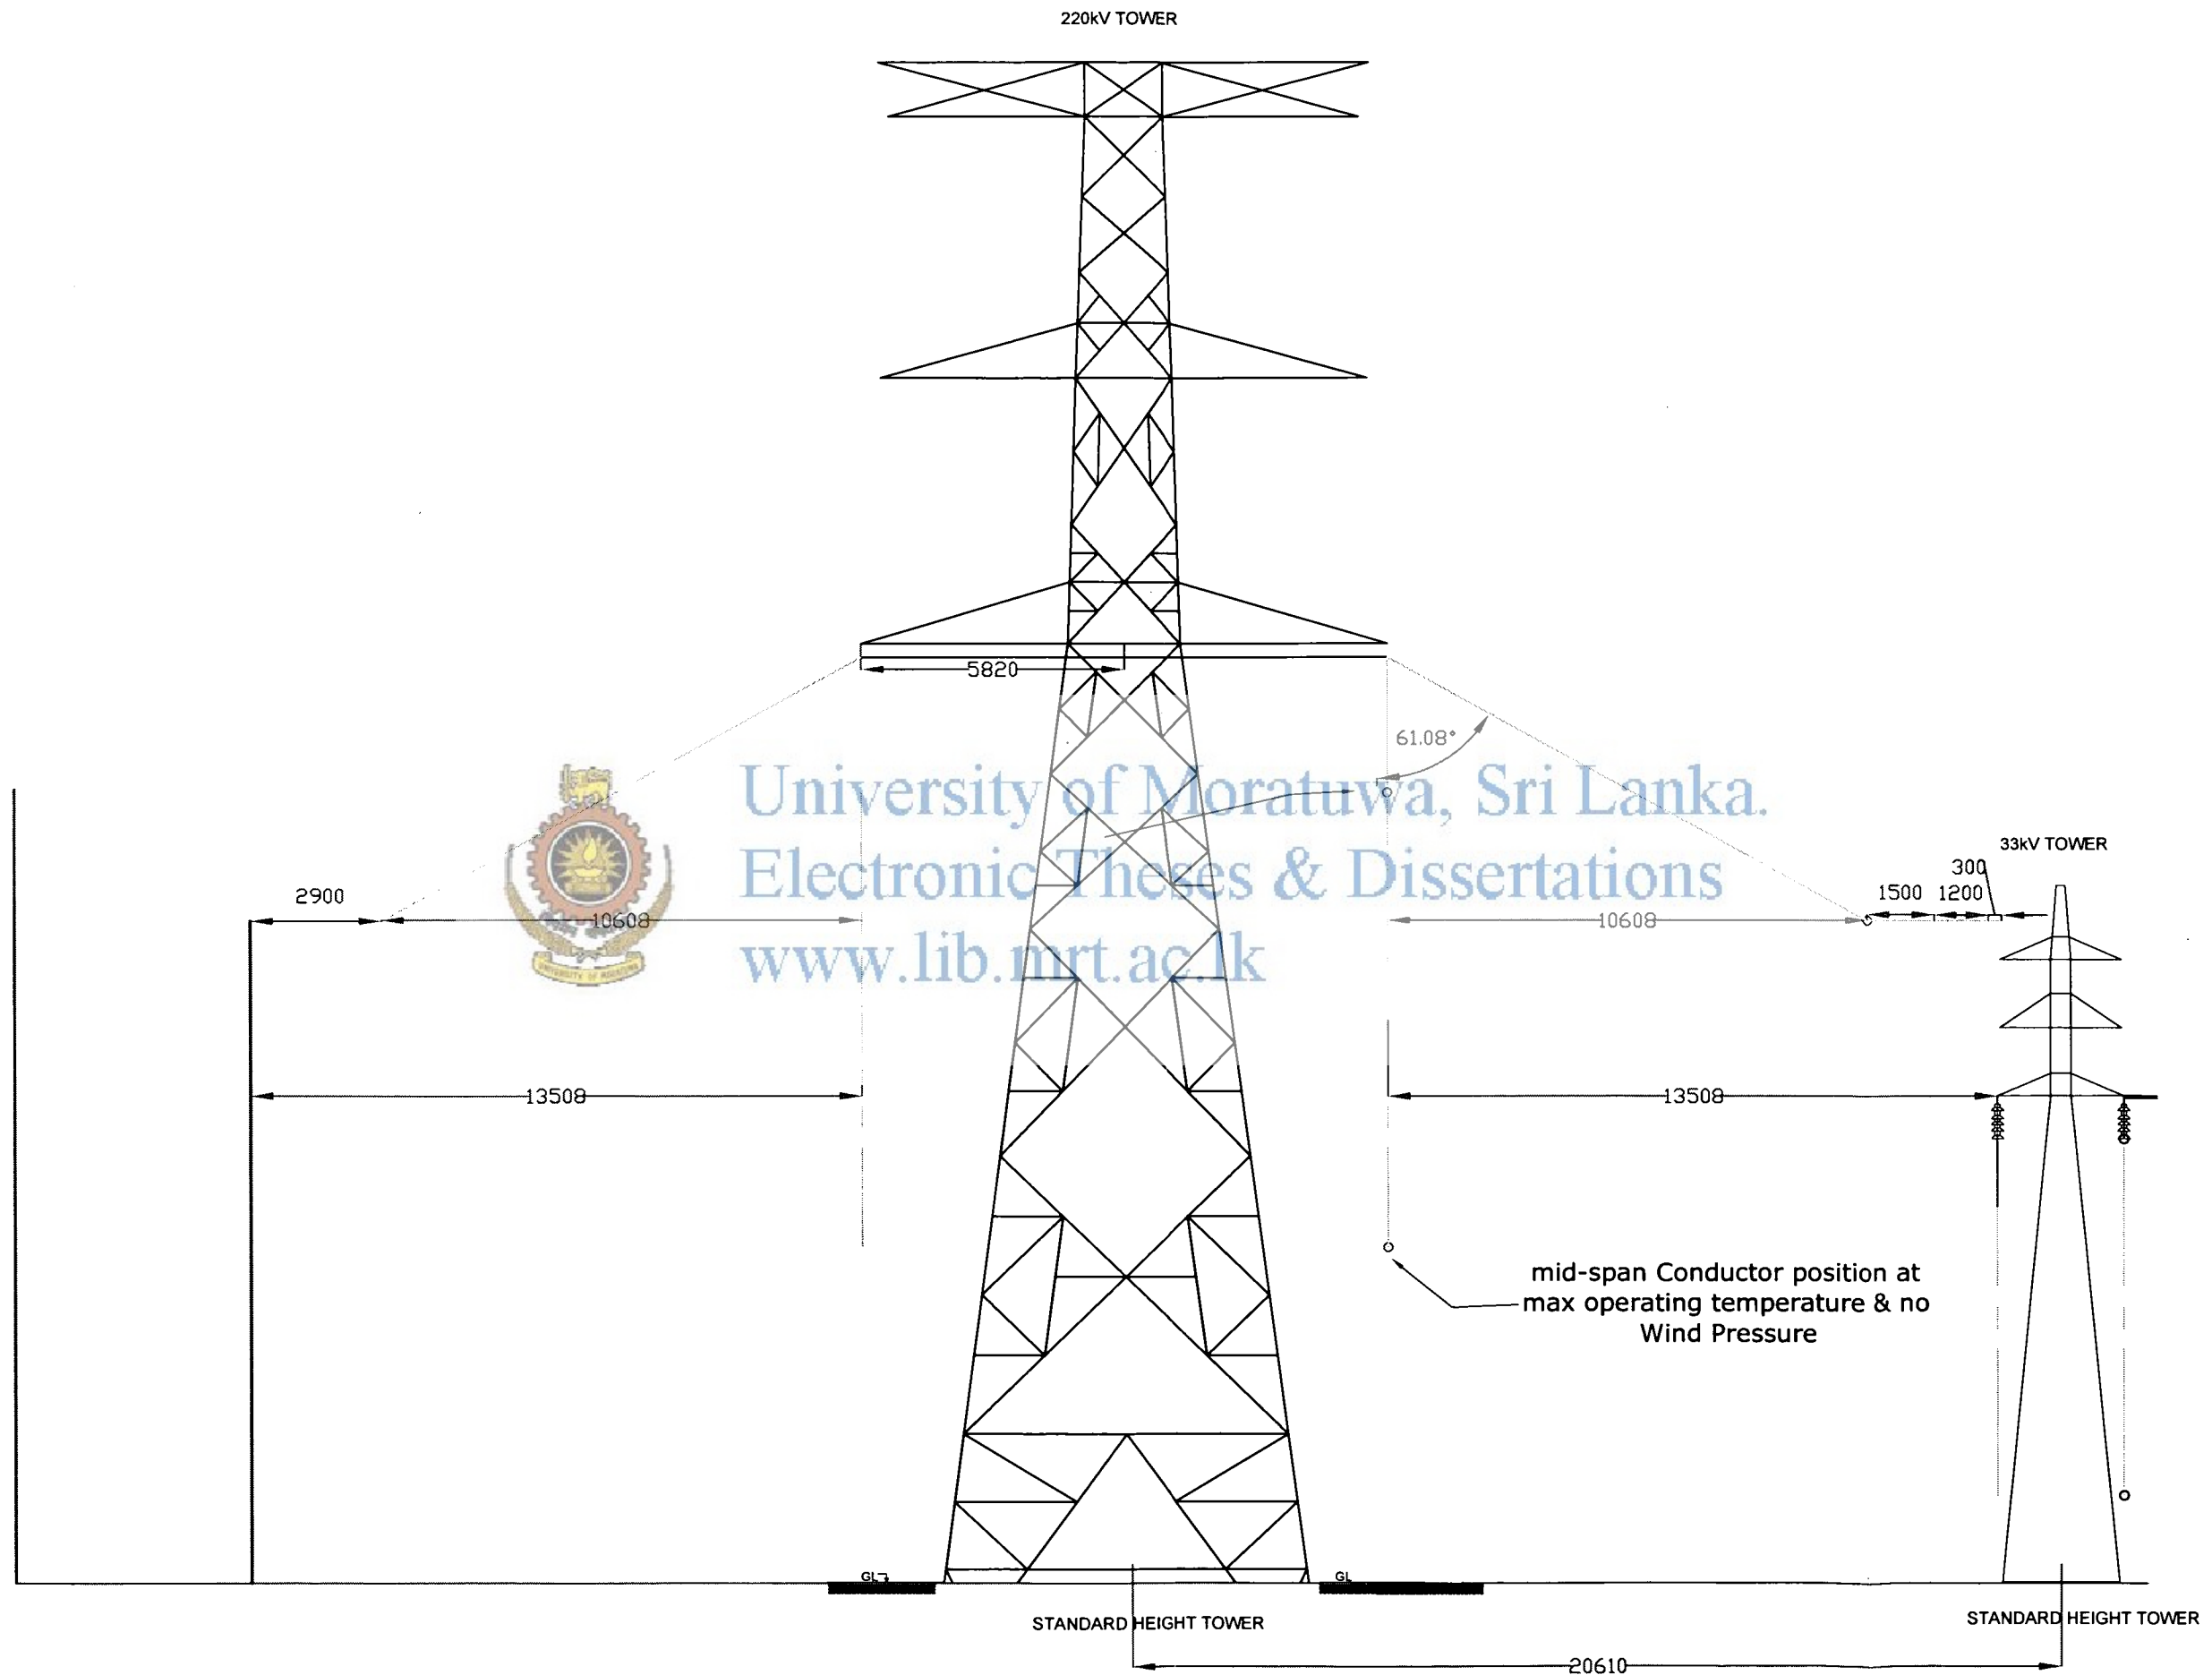 220kV TOWER
5820
61.08°
University of Moratuwa, Sri Lanka.
Electronic Theses & Dissertations
www.lib.mrt.ac.lk
33kV TOWER
300
1500 1200
2900
10608
10608
13508
13508
mid-span Conductor position at
max operating temperature & no
Wind Pressure
GL
GL
STANDARD HEIGHT TOWER
STANDARD HEIGHT TOWER
20610